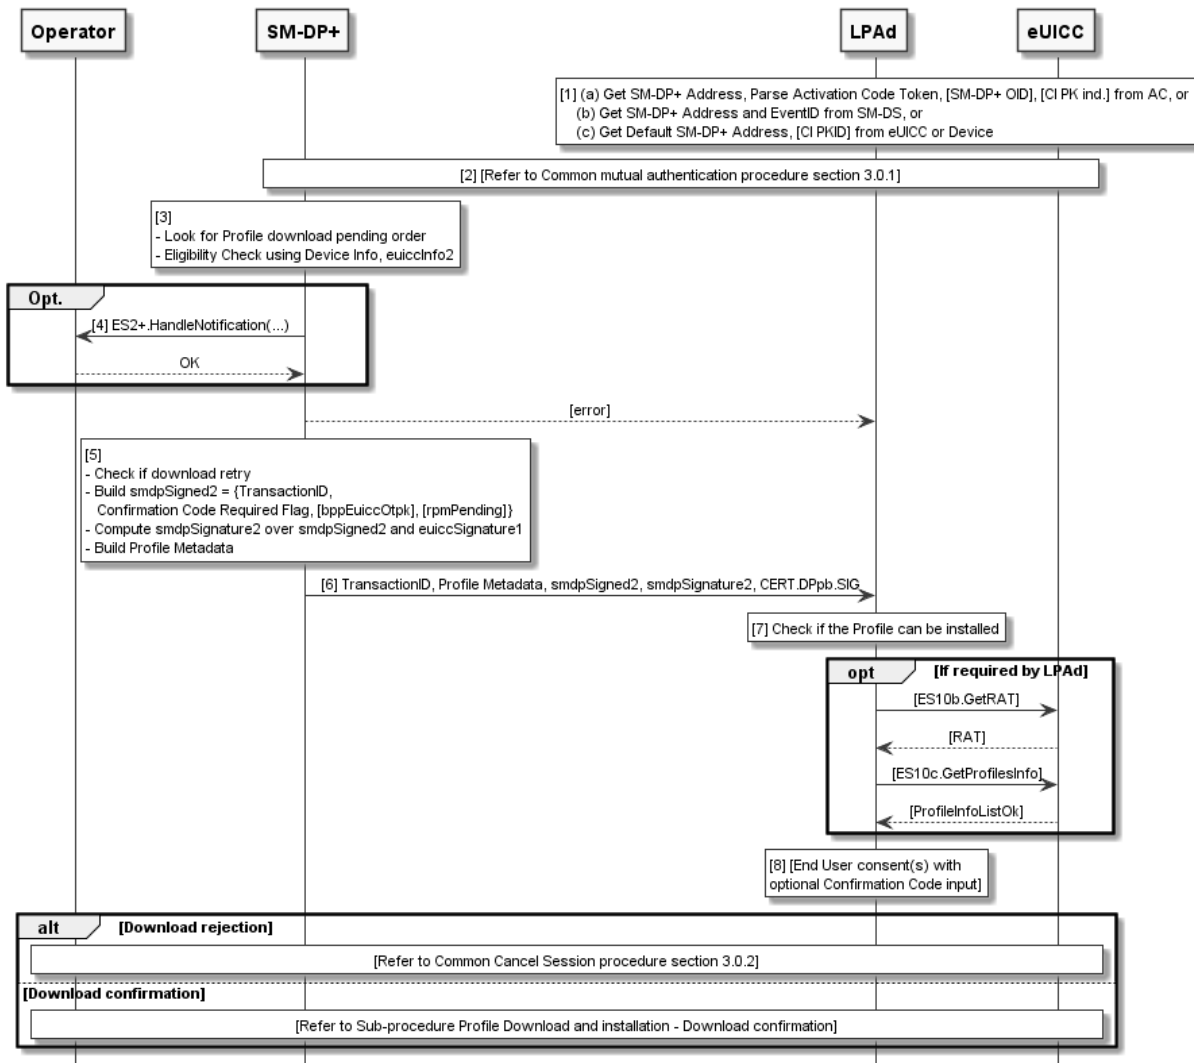 Operator
SM-DP+
LPAd
eUICC
[1] (a) Get SM-DP+ Address, Parse Activation Code Token, [SM-DP+ OID], [CI PK ind.] from AC, or
(b) Get SM-DP+ Address and EventID from SM-DS, or
(c) Get Default SM-DP+ Address, [CI PKID] from eUICC or Device
[2] [Refer to Common mutual authentication procedure section 3.0.1]
[3]
- Look for Profile download pending order
- Eligibility Check using Device Info, euiccInfo2
Opt.
[4] ES2+.HandleNotification(...)
OK
[error]
[5]
- Check if download retry
- Build smdpSigned2 = {TransactionID,
Confirmation Code Required Flag, [bppEuiccOtpk], [rpmPending]}
- Compute smdpSignature2 over smdpSigned2 and euiccSignature1
- Build Profile Metadata
[6] TransactionID, Profile Metadata, smdpSigned2, smdpSignature2, CERT.DPpb.SIG
[7] Check if the Profile can be installed
opt
[If required by LPAd]
[ES10b.GetRAT]
[RAT]
[ES10c.GetProfilesInfo]
[ProfileInfoListOk]
[8] [End User consent(s) with
optional Confirmation Code input]
alt
[Download rejection]
[Refer to Common Cancel Session procedure section 3.0.2]
[Download confirmation]
[Refer to Sub-procedure Profile Download and installation - Download confirmation]